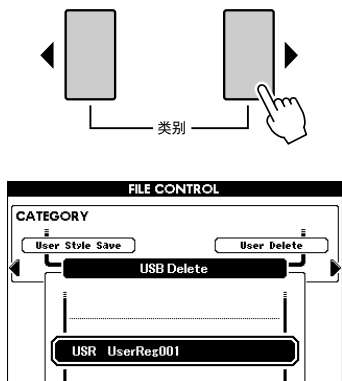 类别
FILE CONTROL
CATEGORY
User Style Save
User Delete
USB Delete
USR UserReg001